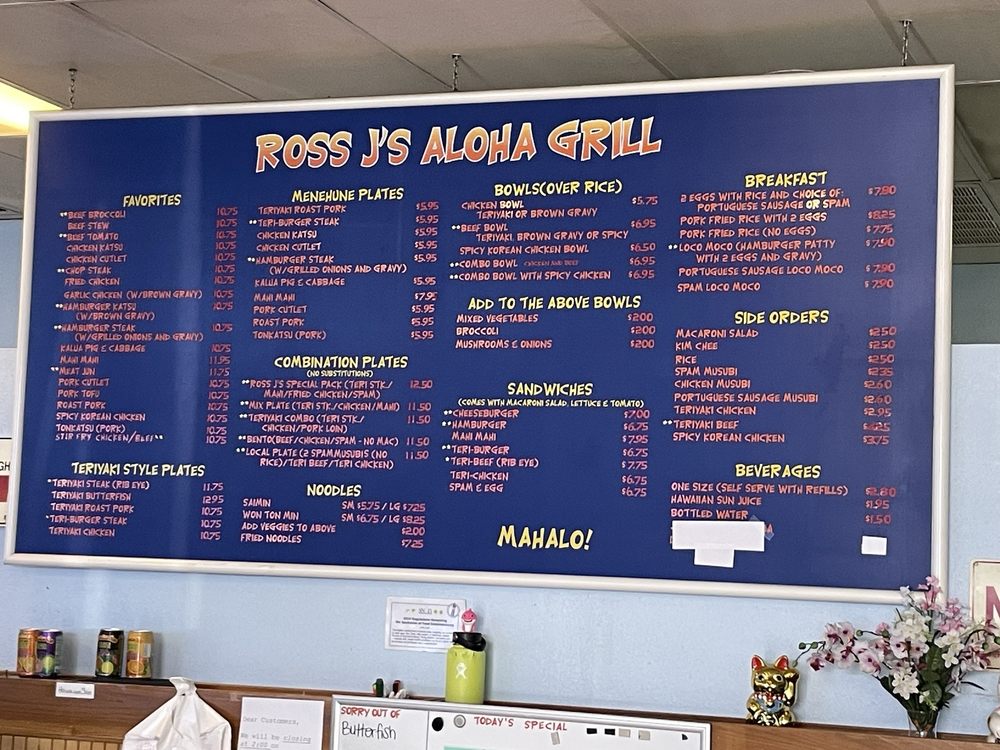 ROSS J'S ALOHA GRILL
FAVORITES
**BEEF BROCCOLI 10.75
BEEF STEW 10.75
**BEEF TOMATO 10.75
CHICKEN KATSU 10.75
CHICKEN CUTLET 10.75
**CHOP STEAK 10.75
FRIED CHICKEN 10.75
GARLIC CHICKEN (W/BROWN GRAVY) 10.75
**HAMBURGER KATSU 10.75
(W/BROWN GRAVY)
**HAMBURGER STEAK 10.75
(W/GRILLED ONIONS AND GRAVY)
KALUA PIG & CABBAGE 10.75
MAHI MAHI 11.95
**MEAT JUN 11.75
PORK CUTLET 10.75
PORK TOFU 10.75
ROAST PORK 10.75
SPICY KOREAN CHICKEN 10.75
TONKATSU (PORK) 10.75
STIR FRY CHICKEN/BEEF** 10.75
TERIYAKI STYLE PLATES
*TERIYAKI STEAK (RIB EYE) 11.75
TERIYAKI BUTTERFISH 12.95
TERIYAKI ROAST PORK 10.75
*TERI-BURGER STEAK 10.75
TERIYAKI CHICKEN 10.75
MENEHUNE PLATES
TERIYAKI ROAST PORK $5.95
**TERI-BURGER STEAK $5.95
CHICKEN KATSU $5.95
CHICKEN CUTLET $5.95
**HAMBURGER STEAK $5.95
(W/GRILLED ONIONS AND GRAVY)
KALUA PIG & CABBAGE $5.95
MAHI MAHI $7.95
PORK CUTLET $5.95
ROAST PORK $5.95
TONKATSU (PORK) $5.95
COMBINATION PLATES
(NO SUBSTITUTIONS)
**ROSS J'S SPECIAL PACK (TERI STK./ 12.50
MAHI/FRIED CHICKEN/SPAM)
**MIX PLATE (TERI STK./CHICKEN/MAHI) 11.50
**TERIYAKI COMBO (TERI STK./ 11.50
CHICKEN/PORK LOIN)
**BENTO(BEEF/CHICKEN/SPAM - NO MAC) 11.50
**LOCAL PLATE (2 SPAM MUSUBIS (NO 11.50
RICE)/TERI BEEF/TERI CHICKEN)
NOODLES
SAIMIN SM $5.75 / LG $7.25
WON TON MIN SM $6.75 / LG $8.25
ADD VEGGIES TO ABOVE $2.00
FRIED NOODLES $7.25
BOWLS(OVER RICE)
CHICKEN BOWL $5.75
TERIYAKI OR BROWN GRAVY
**BEEF BOWL $6.95
TERIYAKI, BROWN GRAVY OR SPICY
SPICY KOREAN CHICKEN BOWL $6.50
**COMBO BOWL CHICKEN AND BEEF $6.95
**COMBO BOWL WITH SPICY CHICKEN $6.95
ADD TO THE ABOVE BOWLS
MIXED VEGETABLES $2.00
BROCCOLI $2.00
MUSHROOMS & ONIONS $2.00
SANDWICHES
(COMES WITH MACARONI SALAD, LETTUCE & TOMATO)
**CHEESEBURGER $7.00
**HAMBURGER $6.75
MAHI MAHI $7.95
*TERI-BURGER $6.75
*TERI-BEEF (RIB EYE) $7.75
TERI-CHICKEN $6.75
SPAM & EGG $6.75
MAHALO!
BREAKFAST
2 EGGS WITH RICE AND CHOICE OF: $7.90
PORTUGUESE SAUSAGE OR SPAM
PORK FRIED RICE WITH 2 EGGS $8.25
PORK FRIED RICE (NO EGGS) $7.75
**LOCO MOCO (HAMBURGER PATTY $7.90
WITH 2 EGGS AND GRAVY)
PORTUGUESE SAUSAGE LOCO MOCO $7.90
SPAM LOCO MOCO $7.90
SIDE ORDERS
MACARONI SALAD $2.50
KIM CHEE $2.50
RICE $2.50
SPAM MUSUBI $2.35
CHICKEN MUSUBI $2.60
PORTUGUESE SAUSAGE MUSUBI $2.60
TERIYAKI CHICKEN $2.95
**TERIYAKI BEEF
SPICY KOREAN CHICKEN $3.75
BEVERAGES
ONE SIZE (SELF SERVE WITH REFILLS) $2.80
HAWAIIAN SUN JUICE $1.95
BOTTLED WATER $1.50
Dear Customers,
We will be closing
at 2:00
SORRY OUT OF
Butterfish
TODAY'S SPECIAL